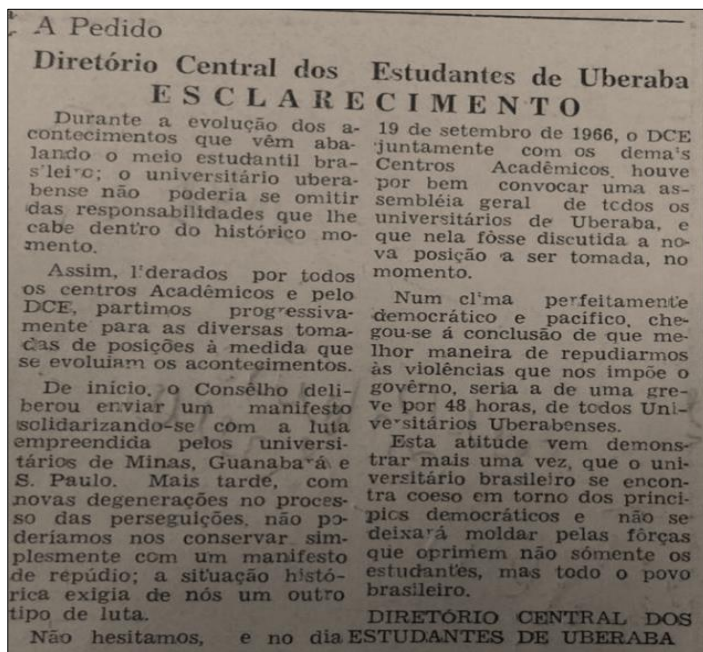 A Pedido
Diretório Central dos Estudantes de Uberaba
ESCLARECIMENTO
Durante a evolução dos a-
contecimentos que vêm aba-
lando o meio estudantil bra-
s'leiro; o universitário ubera-
bense não poderia se omitir
das responsabilidades que lhe
cabe dentro do histórico mo-
mento.
Assim, l'derados por todos
os centros Acadêmicos e pelo
DCE, partimos progressiva-
mente para as diversas toma-
das de posições à medida que
se evoluiam os acontecimentos.
De início, o Conselho deli-
berou enviar um manifesto
solidarizando-se com a luta
empreendida pelos universi-
tários de Minas, Guanabará e
S. Paulo. Mais tarde, com
novas degenerações no proces-
so das perseguições, não po-
deríamos nos conservar sim-
plesmente com um manifesto
de repúdio; a situação histó-
rica exigia de nós um outro
tipo de luta.
Não hesitamos, e no dia
19 de setembro de 1966, o DCE
juntamente com os dema's
Centros Acadêmicos, houve
por bem convocar uma as-
sembléia geral de todos os
universitários de Uberaba, e
que nela fôsse discutida a no-
va posição a ser tomada, no
momento.
Num cl'ma perfeitamente
democrático e pacífico, che-
gou-se á conclusão de que me-
lhor maneira de repudiarmos
às violências que nos impõe o
govêrno, seria a de uma gre-
ve por 48 horas, de todos Uni-
versitários Uberabenses.
Esta atitude vem demons-
trar mais uma vez, que o uni-
versitário brasileiro se encon-
tra coeso em torno dos princi-
pios democráticos e não se
deixará moldar pelas fôrças
que oprimem não sómente os
estudantes, mas todo o povo
brasileiro.
DIRETÓRIO CENTRAL DOS
ESTUDANTES DE UBERABA